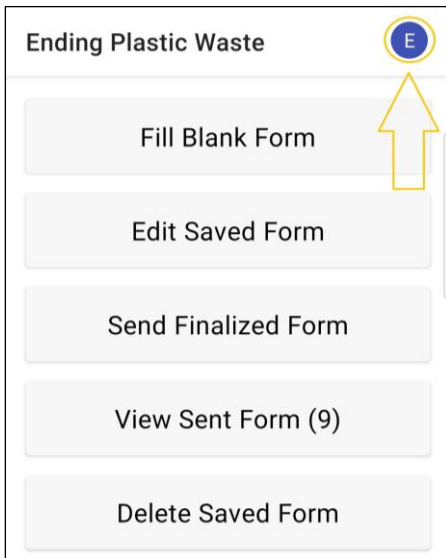 Ending Plastic Waste E
Fill Blank Form
Edit Saved Form
Send Finalized Form
View Sent Form (9)
Delete Saved Form